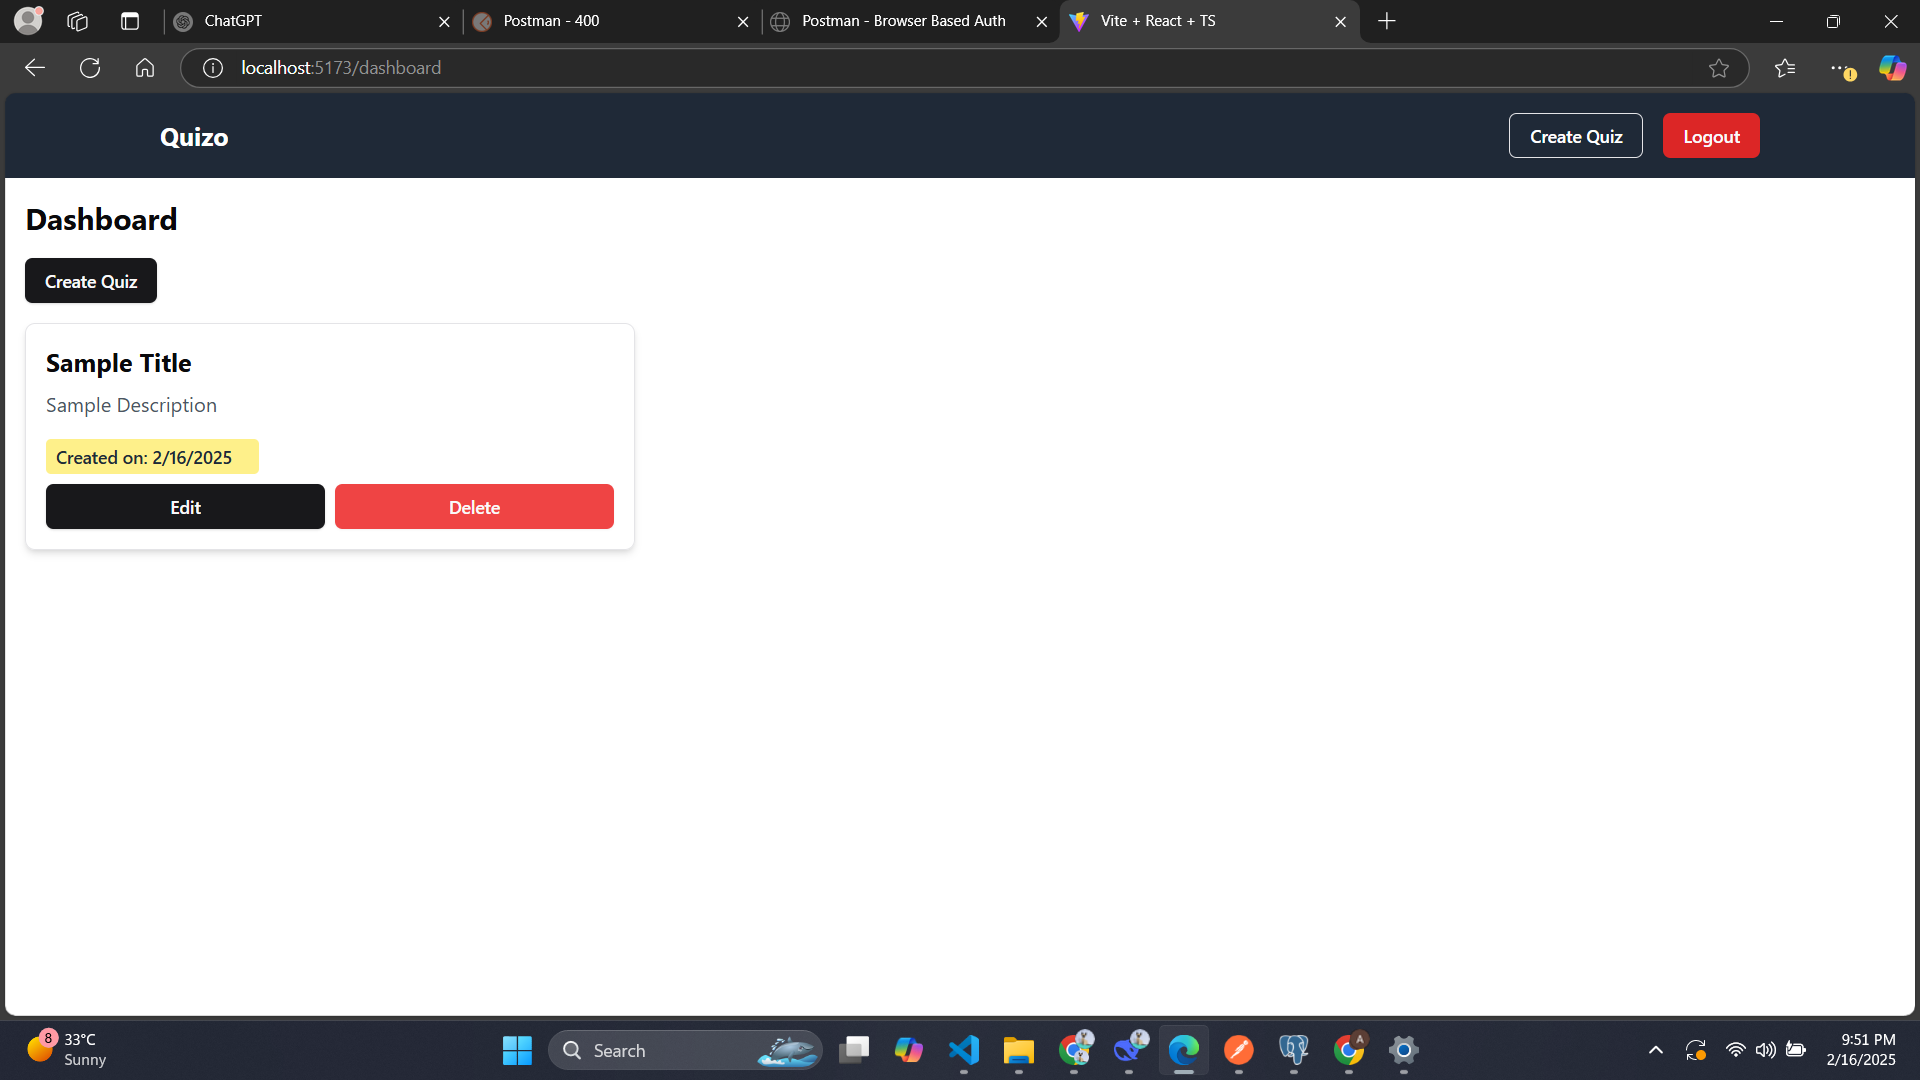 ChatGPT
Postman - 400
Postman - Browser Based Auth
Vite + React + TS
localhost:5173/dashboard
Quizo
Create Quiz
Logout
Dashboard
Create Quiz
Sample Title
Sample Description
Created on: 2/16/2025
Edit
Delete
8
33°C
Sunny
Search
A
9:51 PM
2/16/2025